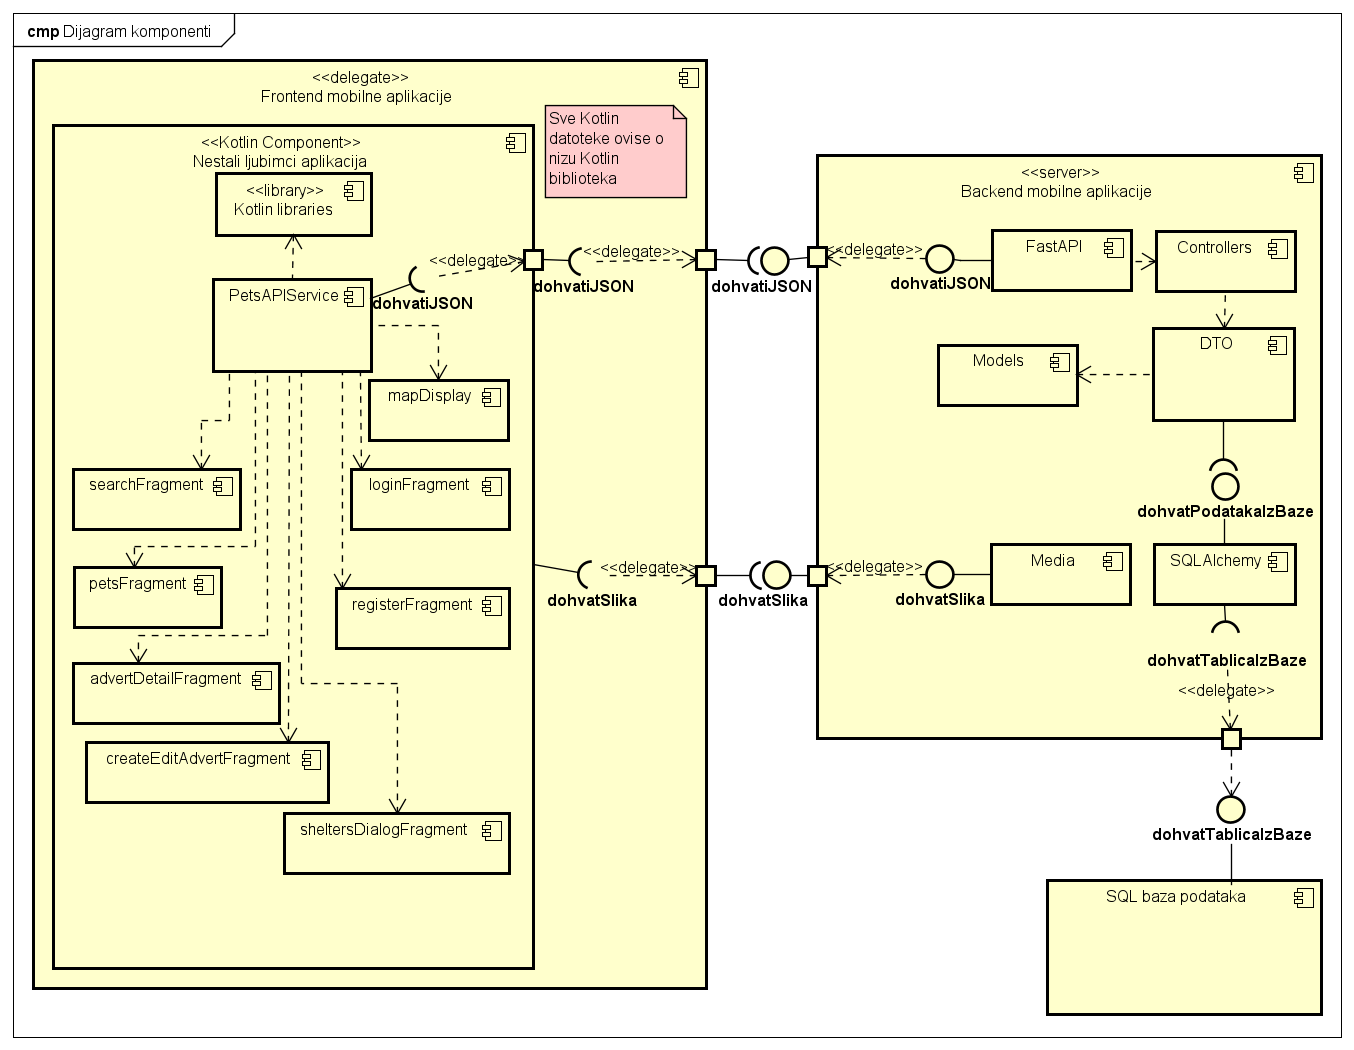 cmp Dijagram komponenti
<<delegate>>
Frontend mobilne aplikacije
<<Kotlin Component>>
Nestali ljubimci aplikacija
<<library>>
Kotlin libraries
Sve Kotlin
datoteke ovise o
nizu Kotlin
biblioteka
PetsAPIService
<<delegate>>
dohvatiJSON
<<delegate>>
dohvatiJSON
mapDisplay
searchFragment
loginFragment
petsFragment
registerFragment
advertDetailFragment
createEditAdvertFragment
sheltersDialogFragment
<<delegate>>
dohvatSlika
dohvatiJSON
dohvatSlika
<<server>>
Backend mobilne aplikacije
<<delegate>>
dohvatiJSON
FastAPI
Controllers
DTO
Models
dohvatPodatakaIzBaze
<<delegate>>
dohvatSlika
Media
SQLAlchemy
dohvatTablicaIzBaze
<<delegate>>
dohvatTablicaIzBaze
SQL baza podataka